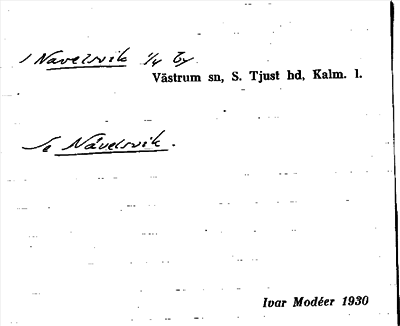 / Navelsvik 1/4 By
Västrum sn, S. Tjust hd, Kalm. l.
Se Nävelsvik.
Ivar Modéer 1930